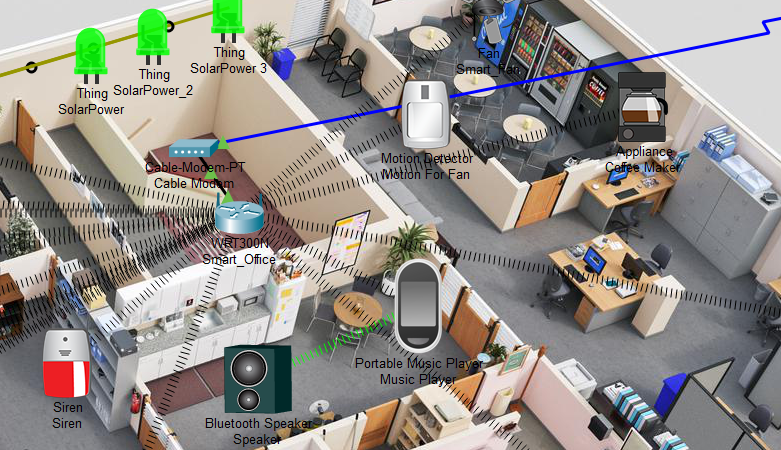 Thing
SolarPower 3
Thing
SolarPower_2
Thing
SolarPower
Fan
Smart_Fan
COFFEE
Cable-Modem-PT
Cable Modem
Motion Detector
Motion For Fan
Appliance
Coffee Maker
WRT300N
Smart_Office
Portable Music Player
Music Player
Siren
Siren
Bluetooth Speaker
Speaker